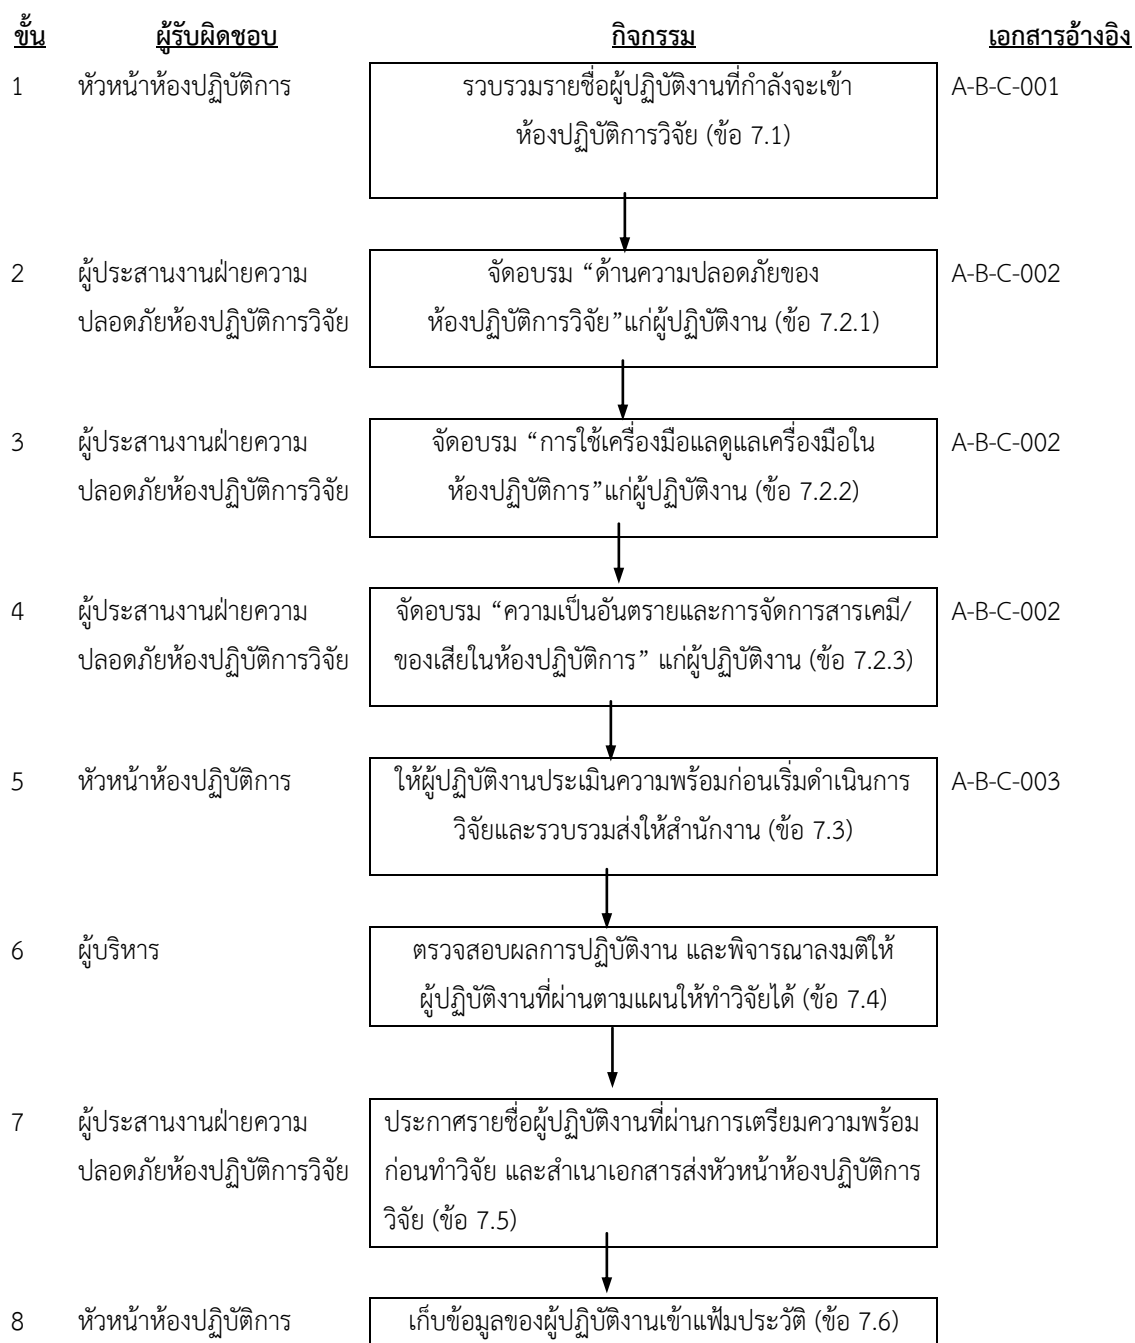 ขั้น ผู้รับผิดชอบ กิจกรรม เอกสารอ้างอิง
1 หัวหน้าห้องปฏิบัติการ รวบรวมรายชื่อผู้ปฏิบัติงานที่กำลังจะเข้า A-B-C-001
ห้องปฏิบัติการวิจัย (ข้อ 7.1)
2 ผู้ประสานงานฝ่ายความ จัดอบรม “ด้านความปลอดภัยของ A-B-C-002
ปลอดภัยห้องปฏิบัติการวิจัย ห้องปฏิบัติการวิจัย”แก่ผู้ปฏิบัติงาน (ข้อ 7.2.1)
3 ผู้ประสานงานฝ่ายความ จัดอบรม “การใช้เครื่องมือแลดูแลเครื่องมือใน A-B-C-002
ปลอดภัยห้องปฏิบัติการวิจัย ห้องปฏิบัติการ”แก่ผู้ปฏิบัติงาน (ข้อ 7.2.2)
4 ผู้ประสานงานฝ่ายความ จัดอบรม “ความเป็นอันตรายและการจัดการสารเคมี/ A-B-C-002
ปลอดภัยห้องปฏิบัติการวิจัย ของเสียในห้องปฏิบัติการ” แก่ผู้ปฏิบัติงาน (ข้อ 7.2.3)
5 หัวหน้าห้องปฏิบัติการ ให้ผู้ปฏิบัติงานประเมินความพร้อมก่อนเริ่มดำเนินการ A-B-C-003
วิจัยและรวบรวมส่งให้สำนักงาน (ข้อ 7.3)
6 ผู้บริหาร ตรวจสอบผลการปฏิบัติงาน และพิจารณาลงมติให้
ผู้ปฏิบัติงานที่ผ่านตามแผนให้ทำวิจัยได้ (ข้อ 7.4)
7 ผู้ประสานงานฝ่ายความ ประกาศรายชื่อผู้ปฏิบัติงานที่ผ่านการเตรียมความพร้อม
ปลอดภัยห้องปฏิบัติการวิจัย ก่อนทำวิจัย และสำเนาเอกสารส่งหัวหน้าห้องปฏิบัติการ
วิจัย (ข้อ 7.5)
8 หัวหน้าห้องปฏิบัติการ เก็บข้อมูลของผู้ปฏิบัติงานเข้าแฟ้มประวัติ (ข้อ 7.6)